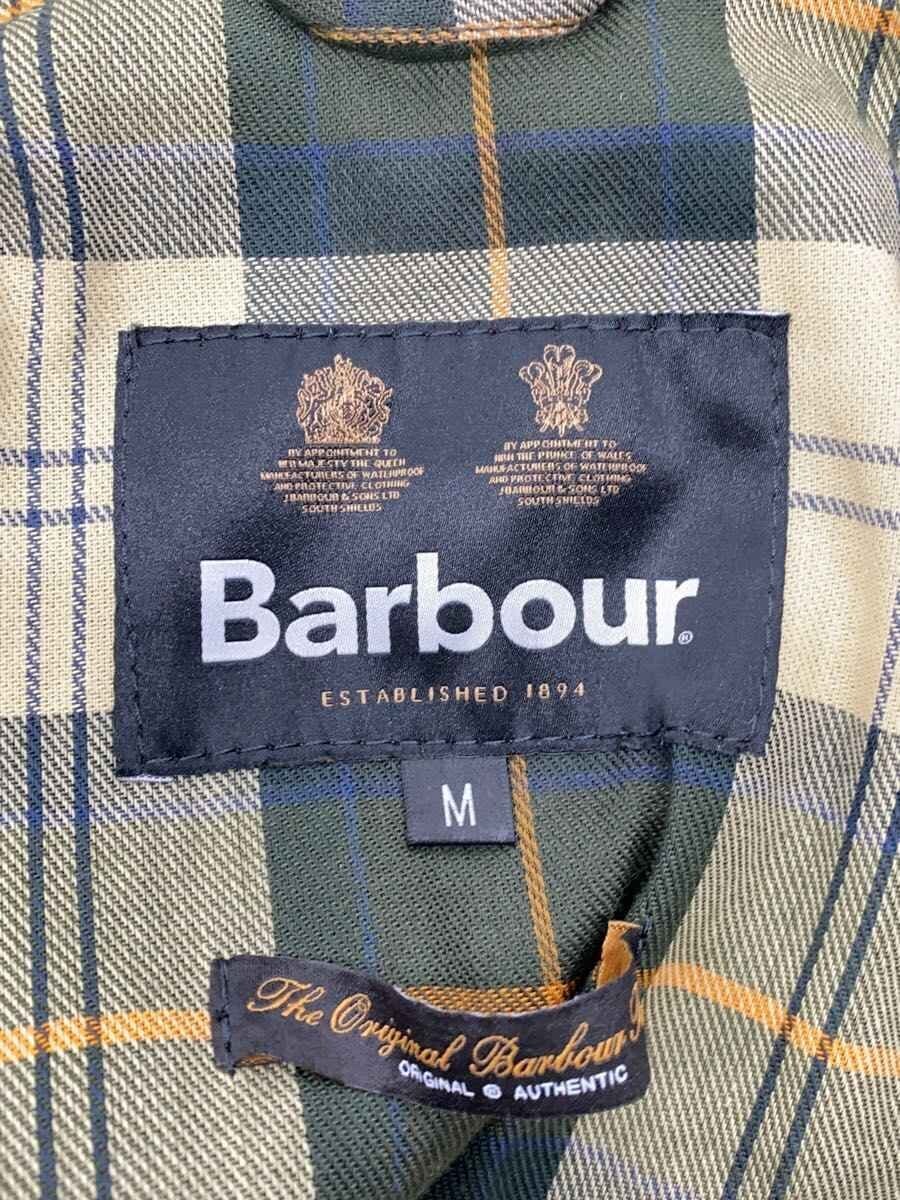 BY APPOINTMENT TO
HER MAJESTY THE QUEEN
MANUFACTURERS OF WATERPROOF
AND PROTECTIVE CLOTHING
J.BARBOUR & SONS LTD
SOUTH SHIELDS
BY APPOINTMENT TO
HRH THE PRINCE OF WALES
MANUFACTURERS OF WATERPROOF
AND PROTECTIVE CLOTHING
J.BARBOUR & SONS LTD
SOUTH SHIELDS
Barbour®
ESTABLISHED 1894
M
The Original Barbour
ORIGINAL ® AUTHENTIC